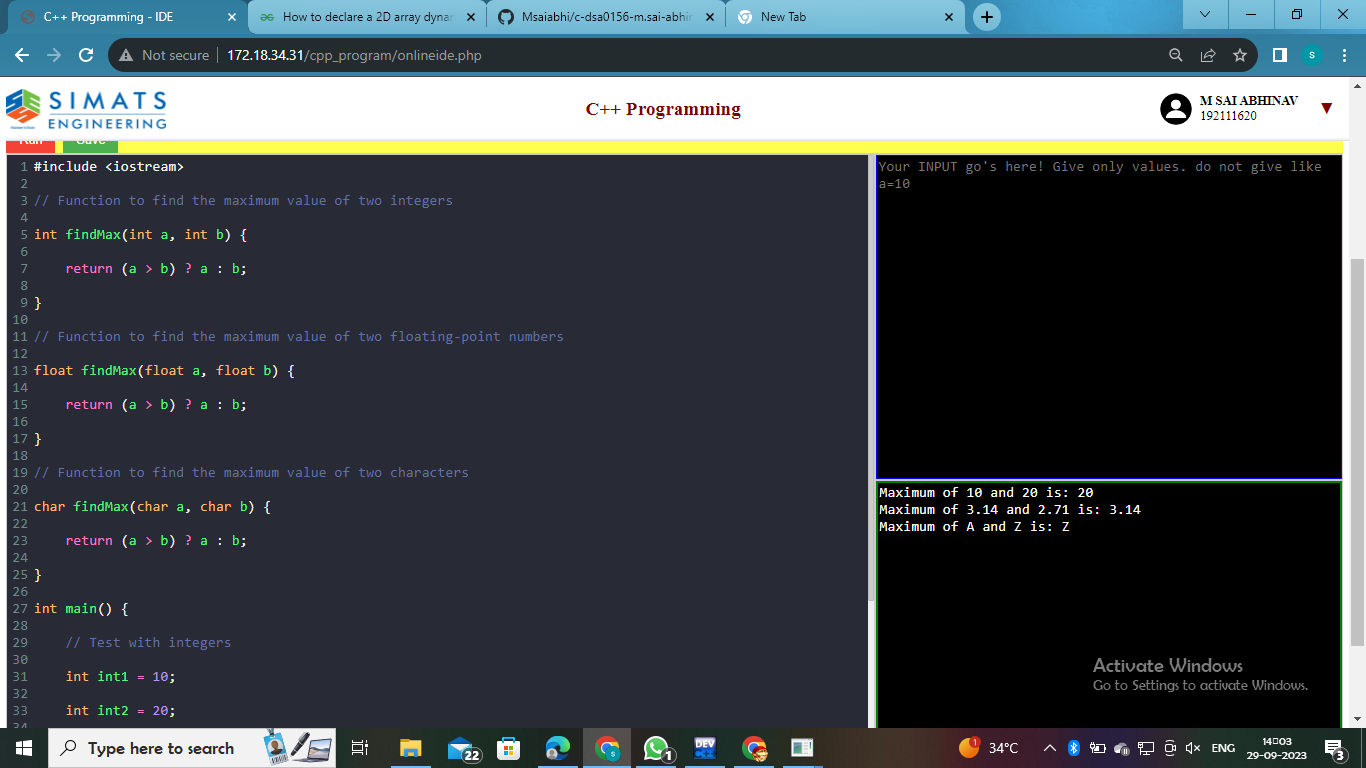 C++ Programming - IDE
How to declare a 2D array dynar
Msaiabhi/c-dsa0156-m.sai-abhir
New Tab
Not secure
172.18.34.31/cpp_program/onlineide.php
S
SIMATS
ENGINEERING
C++ Programming
M SAI ABHINAV
192111620
Run
Save
1 #include <iostream>
2
3 // Function to find the maximum value of two integers
4
5 int findMax(int a, int b) {
6
7     return (a > b) ? a : b;
8
9 }
10
11 // Function to find the maximum value of two floating-point numbers
12
13 float findMax(float a, float b) {
14
15     return (a > b) ? a : b;
16
17 }
18
19 // Function to find the maximum value of two characters
20
21 char findMax(char a, char b) {
22
23     return (a > b) ? a : b;
24
25 }
26
27 int main() {
28
29     // Test with integers
30
31     int int1 = 10;
32
33     int int2 = 20;
34
Your INPUT go's here! Give only values. do not give like
a=10
Maximum of 10 and 20 is: 20
Maximum of 3.14 and 2.71 is: 3.14
Maximum of A and Z is: Z
Activate Windows
Go to Settings to activate Windows.
Type here to search
22
S
1
DEV
1
34°C
ENG
14:03
29-09-2023
3